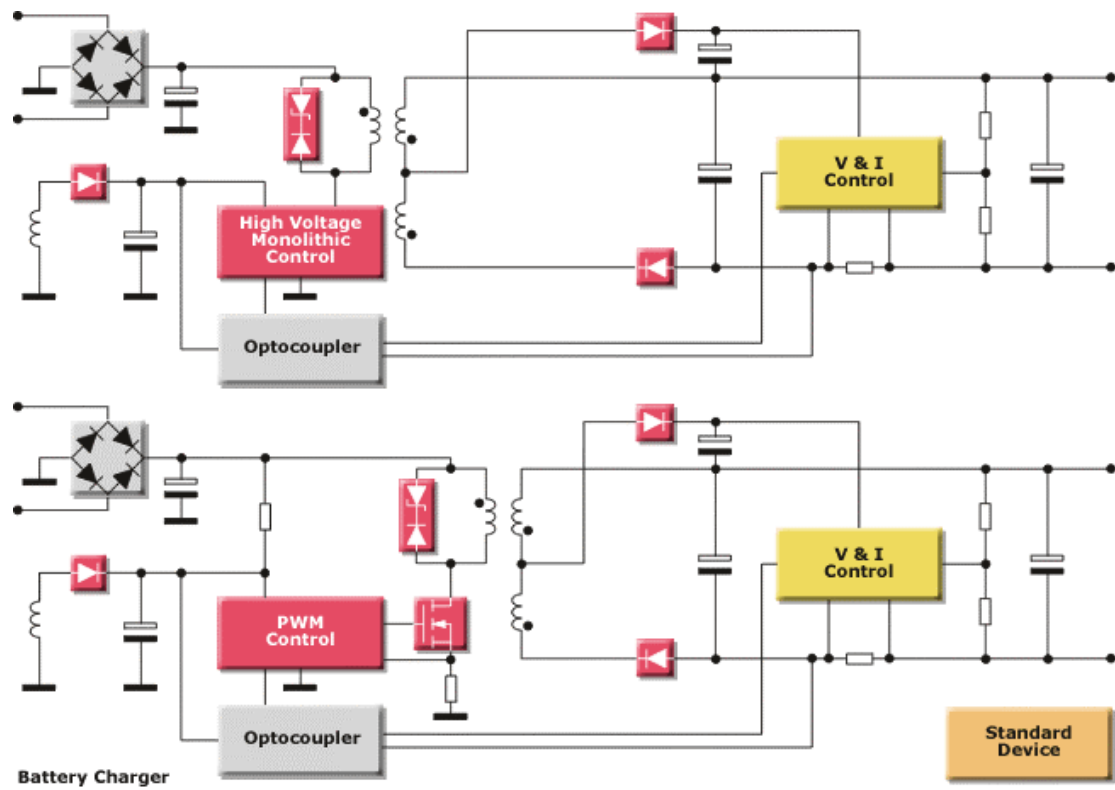 V & I
Control
High Voltage
Monolithic
Control
Optocoupler
V & I
Control
PWM
Control
Optocoupler
Standard
Device
Battery Charger